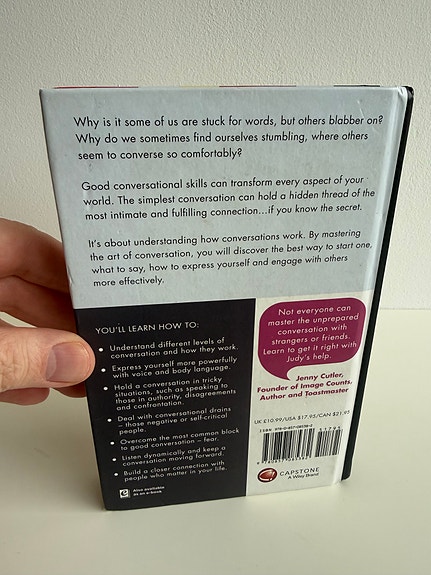 Why is it some of us are stuck for words, but others blabber on?
Why do we sometimes find ourselves stumbling, where others
seem to converse so comfortably?
Good conversational skills can transform every aspect of your
world. The simplest conversation can hold a hidden thread of the
most intimate and fulfilling connection...if you know the secret.
It's about understanding how conversations work. By mastering
the art of conversation, you will discover the best way to start one,
what to say, how to express yourself and engage with others
more effectively.
YOU'LL LEARN HOW TO:
• Understand different levels of
conversation and how they work.
• Express yourself more powerfully
with voice and body language.
• Hold a conversation in tricky
situations, such as speaking to
those in authority, disagreements
and confrontation.
• Deal with conversational drains
– those negative or self-critical
people.
• Overcome the most common block
to good conversation – fear.
• Listen dynamically and keep a
conversation moving forward.
• Build a closer connection with
people who matter in your life.
e
Also available
as an e-book
Not everyone can
master the unprepared
conversation with
strangers or friends.
Learn to get it right with
Judy's help.
Jenny Cutler,
Founder of Image Counts,
Author and Toastmaster
UK £10.99/USA $17.95/CAN $21.95
CAPSTONE
A Wiley Brand